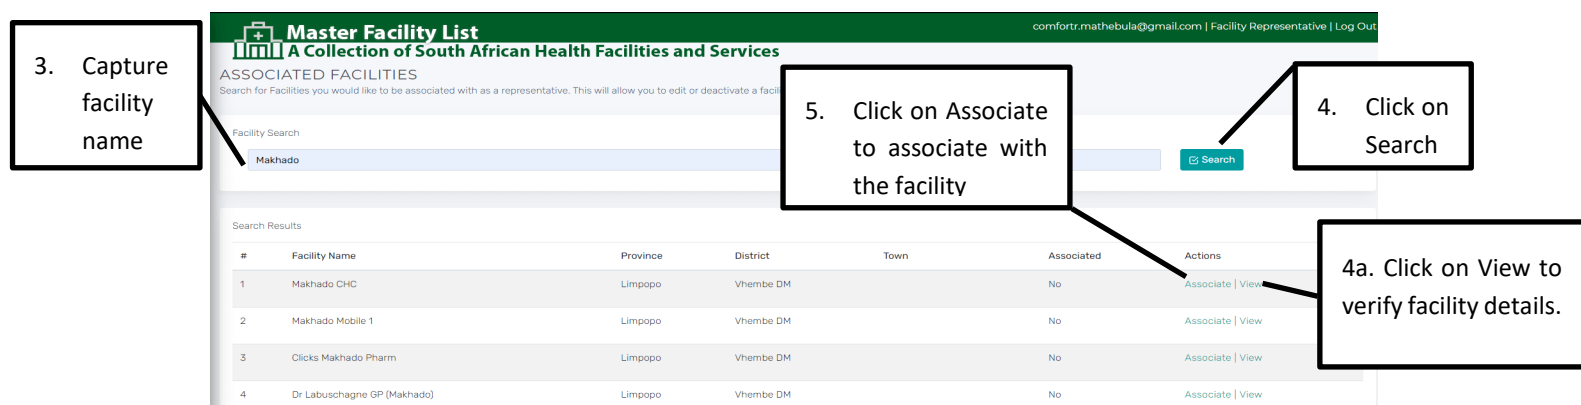 Master Facility List
A Collection of South African Health Facilities and Services
comfortr.mathebula@gmail.com | Facility Representative | Log Out
3. Capture
facility
name
ASSOCIATED FACILITIES
Search for Facilities you would like to be associated with as a representative. This will allow you to edit or deactivate a
5. Click on Associate
to associate with
the facility
4. Click on
Search
Facility Search
Makhado
Search
Search Results
# Facility Name Province District Town Associated Actions
1 Makhado CHC Limpopo Vhembe DM No Associate | View
2 Makhado Mobile 1 Limpopo Vhembe DM No Associate | View
3 Clicks Makhado Pharm Limpopo Vhembe DM No Associate | View
4 Dr Labuschagne GP (Makhado) Limpopo Vhembe DM No Associate | View
4a. Click on View to
verify facility details.